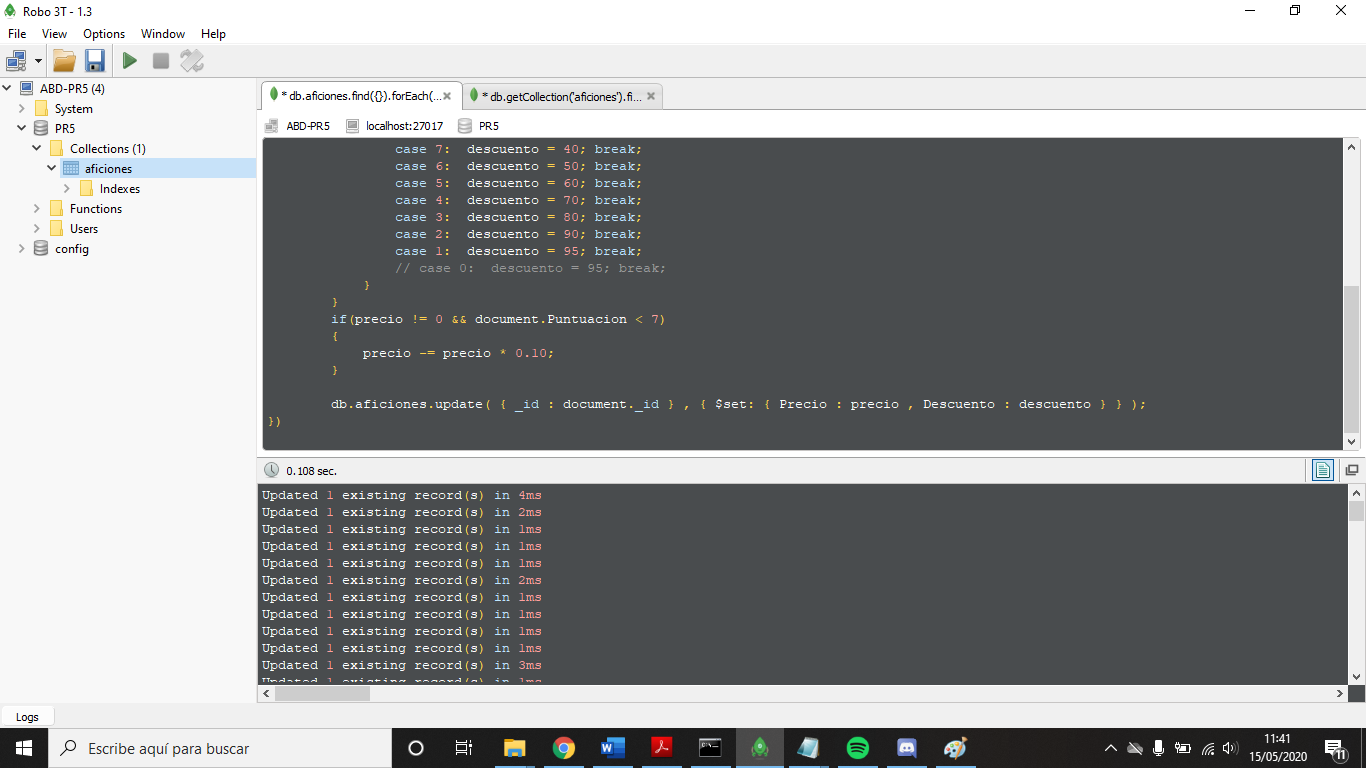 Robo 3T - 1.3
File View Options Window Help
ABD-PR5 (4)
System
PR5
Collections (1)
aficiones
Indexes
Functions
Users
config
* db.aficiones.find({}).forEach(...
* db.getCollection('aficiones').fi...
ABD-PR5 localhost:27017 PR5
case 7:  descuento = 40; break;
case 6:  descuento = 50; break;
case 5:  descuento = 60; break;
case 4:  descuento = 70; break;
case 3:  descuento = 80; break;
case 2:  descuento = 90; break;
case 1:  descuento = 95; break;
// case 0:  descuento = 95; break;
}
}
if(precio != 0 && document.Puntuacion < 7)
{
precio -= precio * 0.10;
}
db.aficiones.update( { _id : document._id } , { $set: { Precio : precio , Descuento : descuento } } );
})
0.108 sec.
Updated 1 existing record(s) in 4ms
Updated 1 existing record(s) in 2ms
Updated 1 existing record(s) in 1ms
Updated 1 existing record(s) in 1ms
Updated 1 existing record(s) in 1ms
Updated 1 existing record(s) in 2ms
Updated 1 existing record(s) in 1ms
Updated 1 existing record(s) in 1ms
Updated 1 existing record(s) in 1ms
Updated 1 existing record(s) in 1ms
Updated 1 existing record(s) in 3ms
Updated 1 existing record(s) in 1ms
Logs
Escribe aquí para buscar
11:41
15/05/2020
11